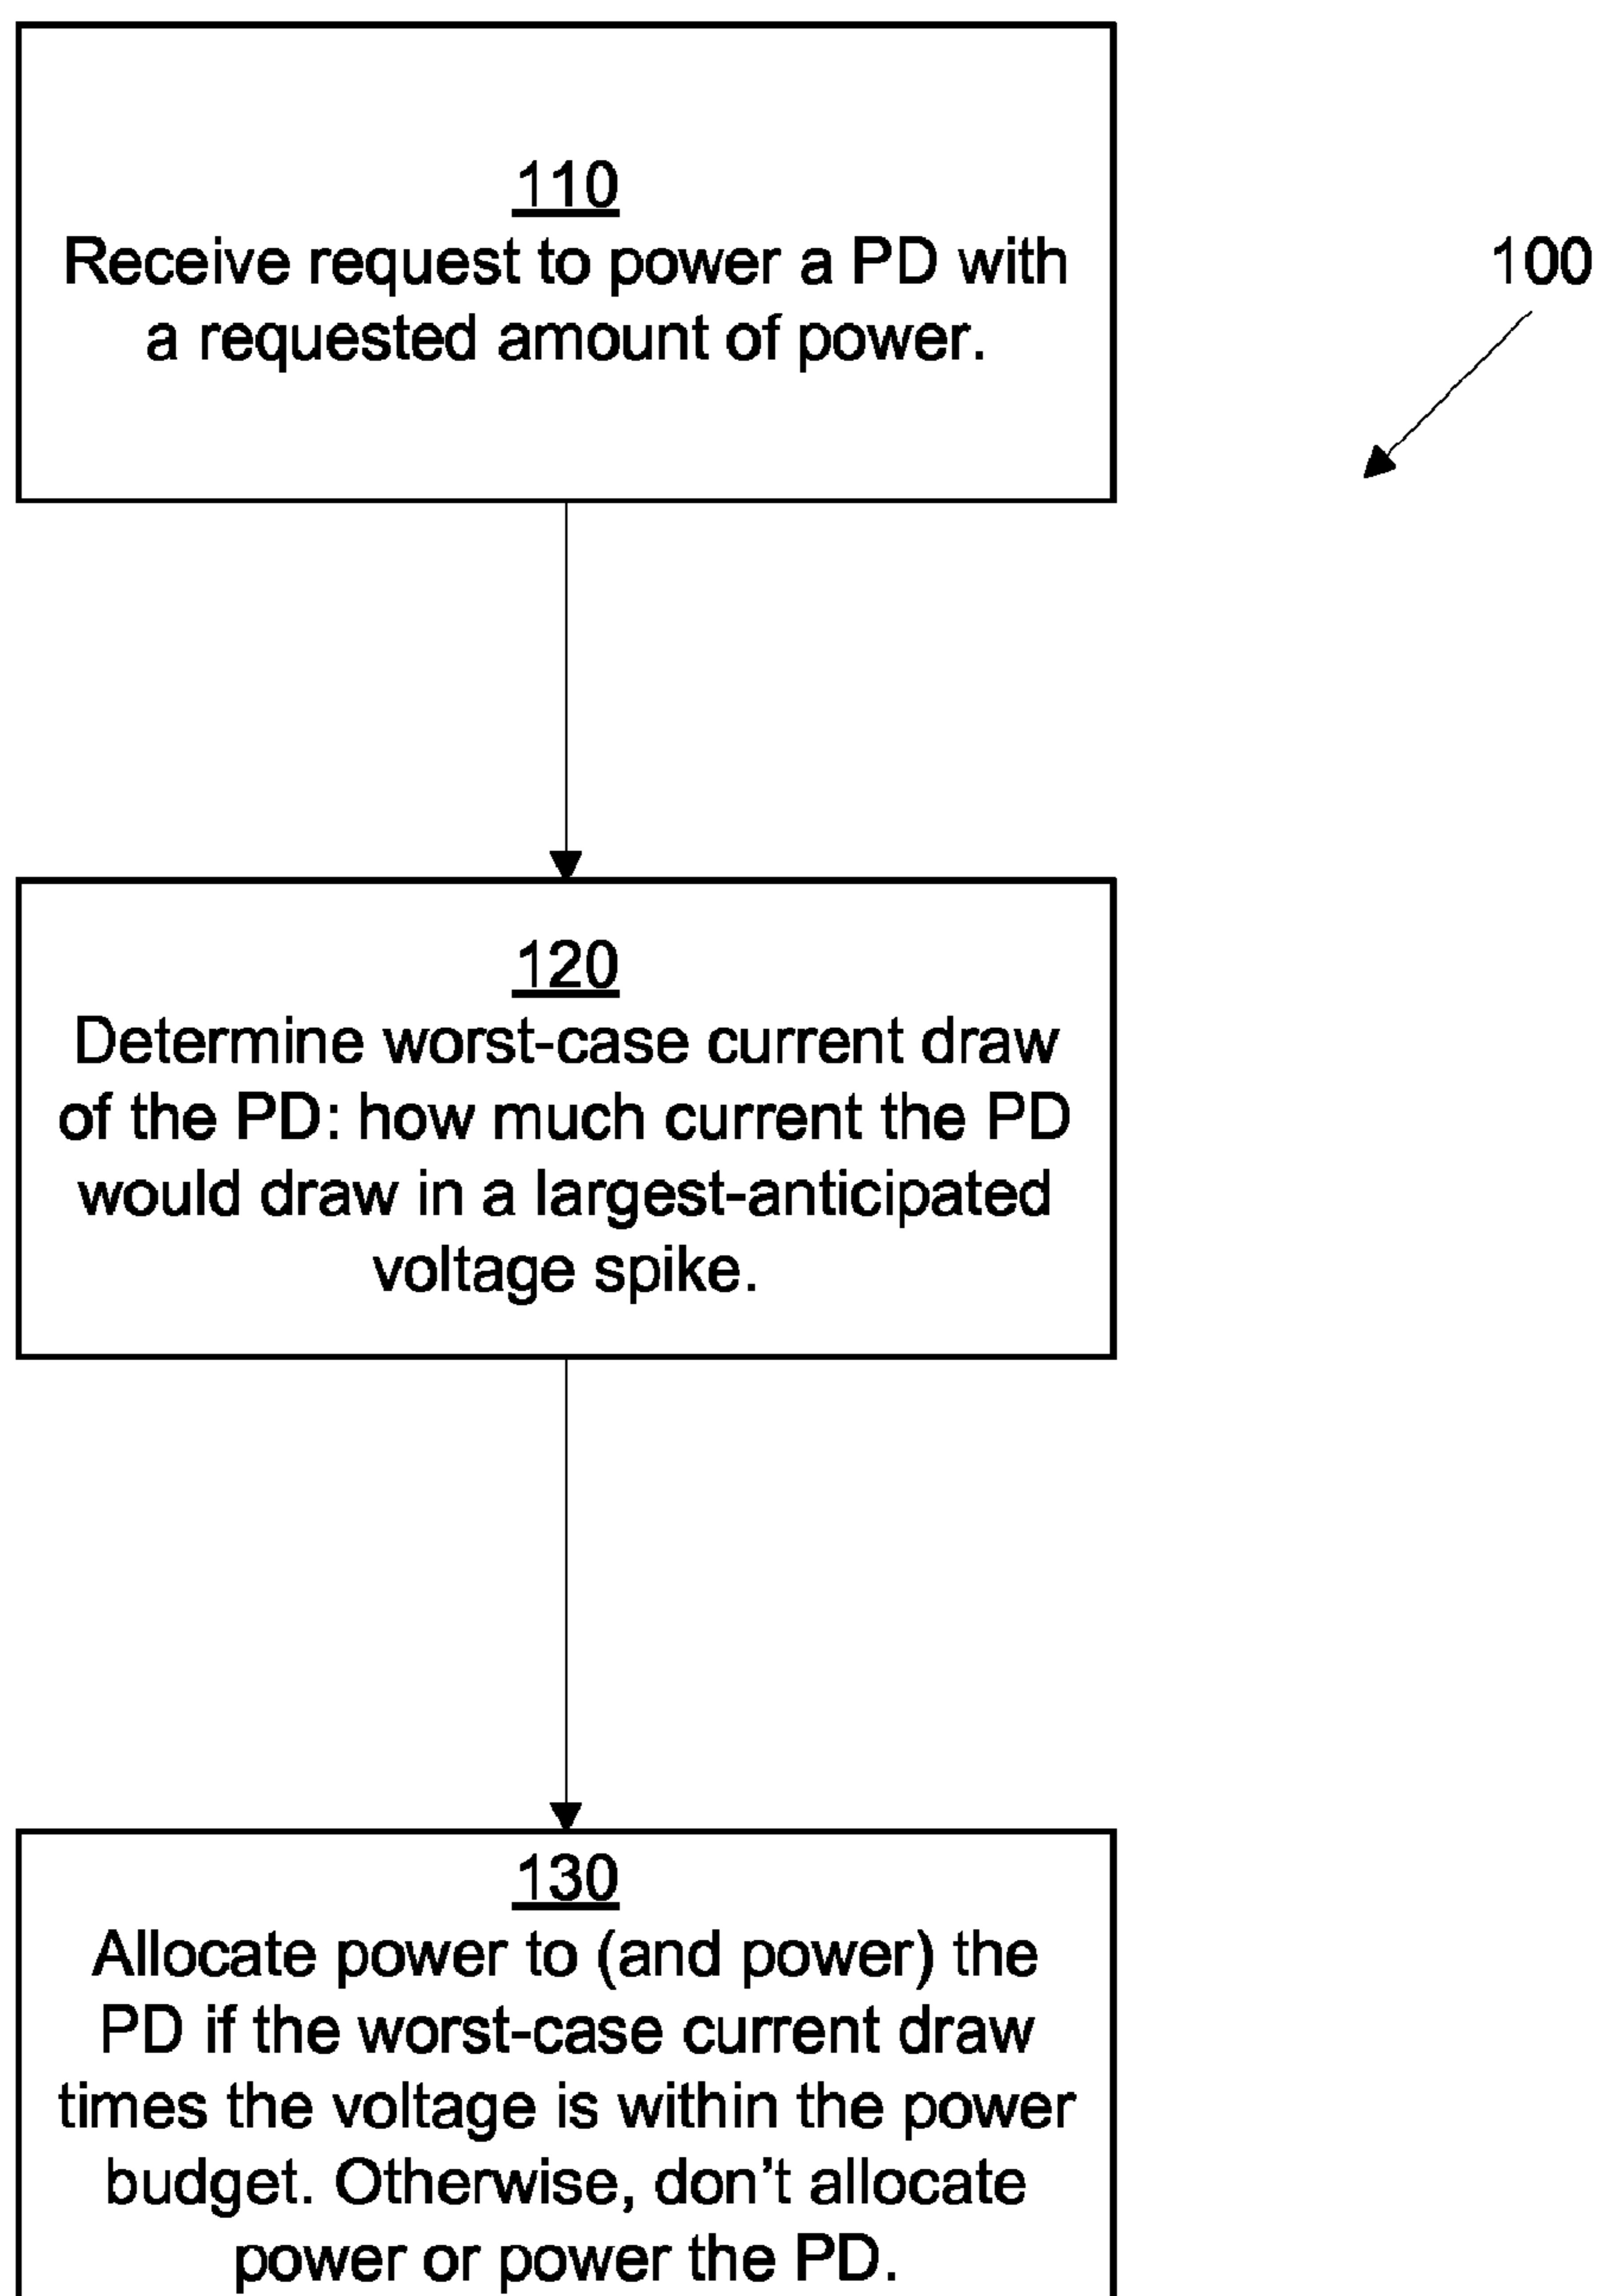 110
Receive request to power a PD with
a requested amount of power.
100
120
Determine worst-case current draw
of the PD: how much current the PD
would draw in a largest-anticipated
voltage spike.
130
Allocate power to (and power) the
PD if the worst-case current draw
times the voltage is within the power
budget. Otherwise, don't allocate
power or power the PD.